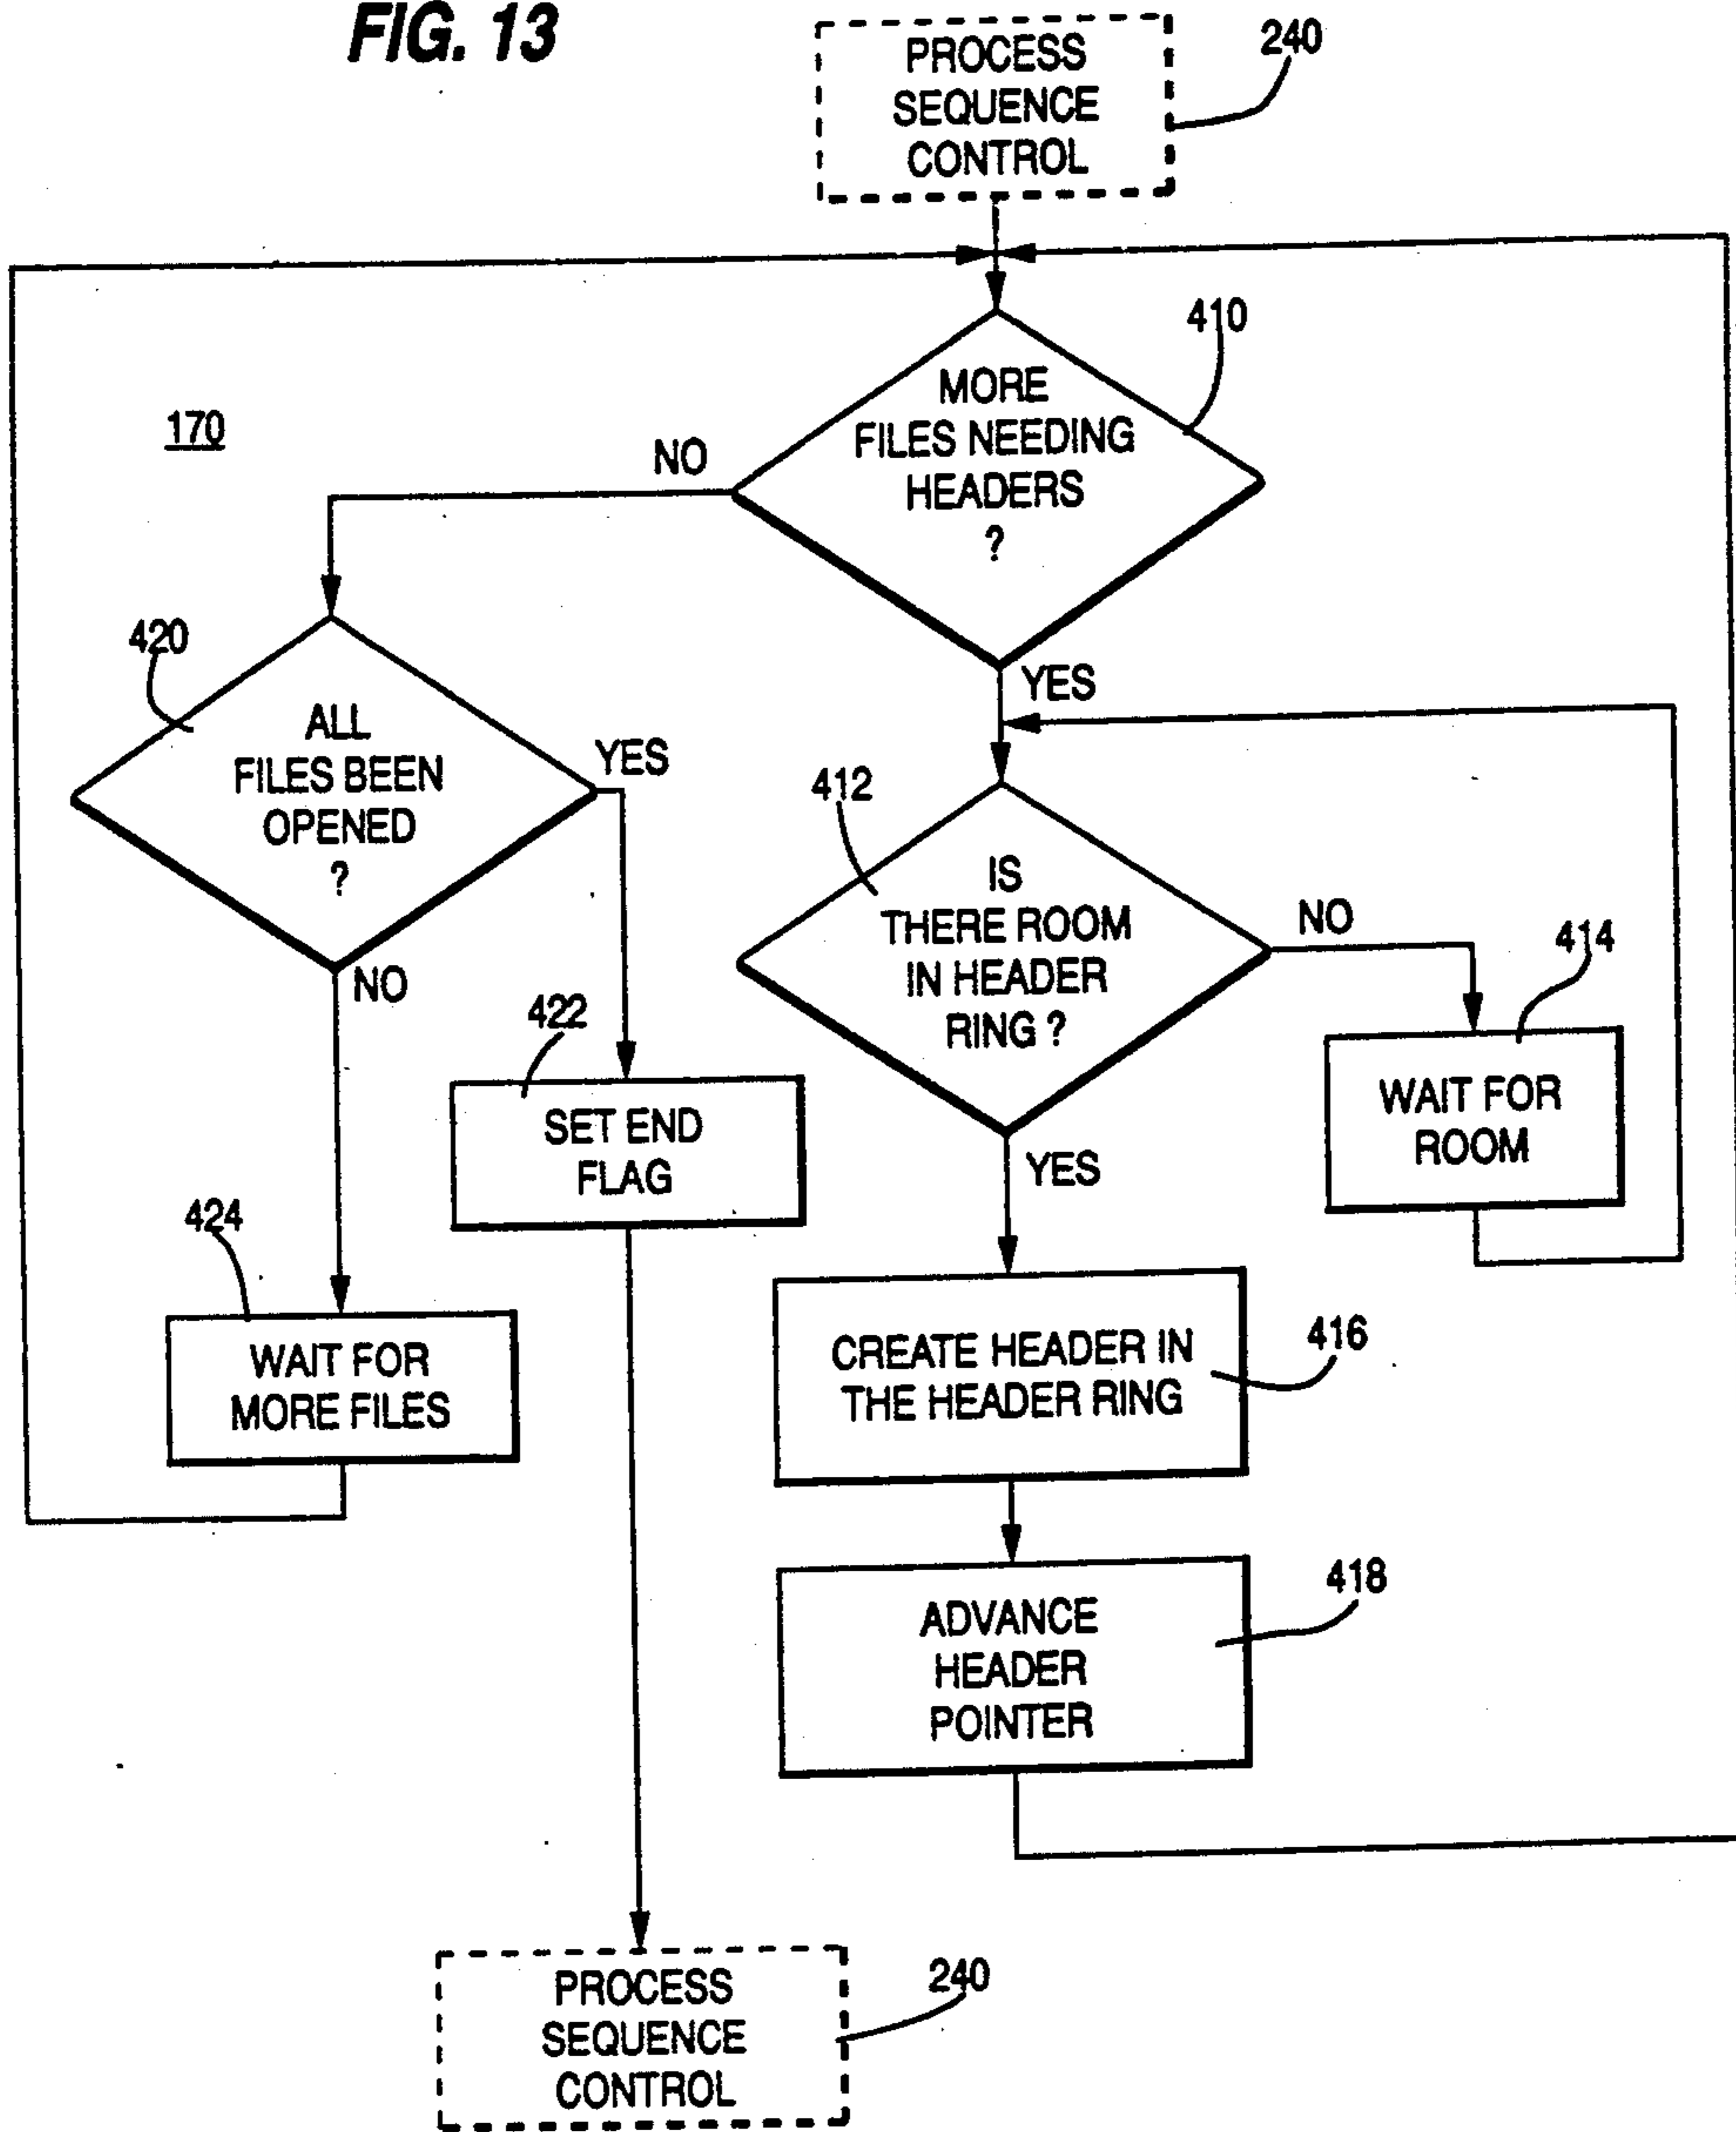 FIG. 13
PROCESS
SEQUENCE
CONTROL
240
410
MORE
FILES NEEDING
HEADERS
?
170
NO
YES
420
ALL
FILES BEEN
OPENED
?
YES
NO
412
IS
THERE ROOM
IN HEADER
RING ?
NO
YES
414
WAIT FOR
ROOM
422
SET END
FLAG
424
WAIT FOR
MORE FILES
416
CREATE HEADER IN
THE HEADER RING
418
ADVANCE
HEADER
POINTER
PROCESS
SEQUENCE
CONTROL
240